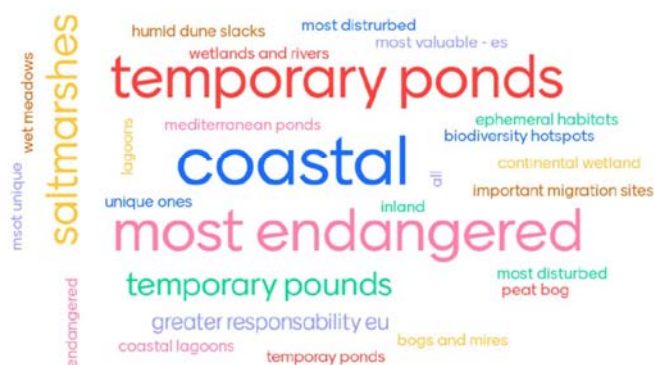 humid dune slacks
most distrurbed
most valuable - es
wetlands and rivers
temporary ponds
wet meadows
saltmarshes
lagoons
mediterranean ponds
ephemeral habitats
biodiversity hotspots
coastal
all
continental wetland
important migration sites
msot unique
unique ones
inland
most endangered
temporary pounds
most disturbed
peat bog
endangered
greater responsability eu
bogs and mires
coastal lagoons
temporay ponds